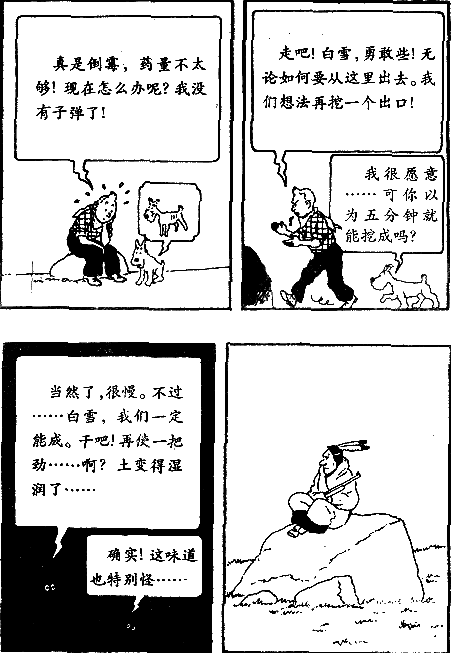 真是倒霉，药量不太
够！现在怎么办呢？我没
有子弹了！
走吧！白雪，勇敢些！无
论如何要从这里出去。我
们想法再挖一个出口！
我很愿意
……可你以
为五分钟就
能挖成吗？
当然了，很慢。不过
……白雪，我们一定
能成。干吧！再使一把
劲……啊？土变得湿
润了……
确实！这味道
也特别怪……